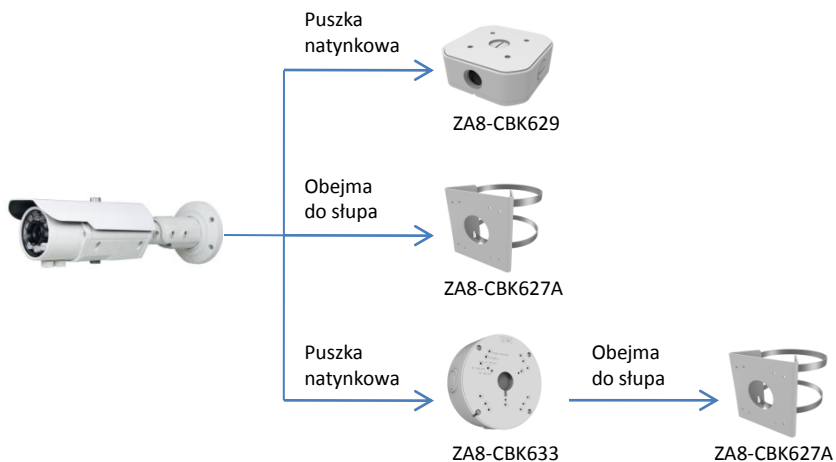 Puszka
natynkowa
ZA8-CBK629
Obejma
do słupa
ZA8-CBK627A
Puszka
natynkowa
ZA8-CBK633
Obejma
do słupa
ZA8-CBK627A